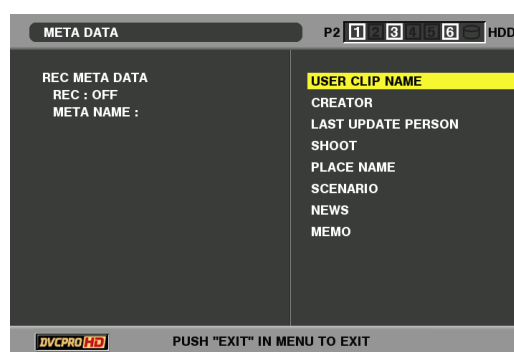 META DATA
P2 1 2 3 4 5 6 HDD
REC META DATA
REC : OFF
META NAME :
USER CLIP NAME
CREATOR
LAST UPDATE PERSON
SHOOT
PLACE NAME
SCENARIO
NEWS
MEMO
DVCPRO HD
PUSH "EXIT" IN MENU TO EXIT